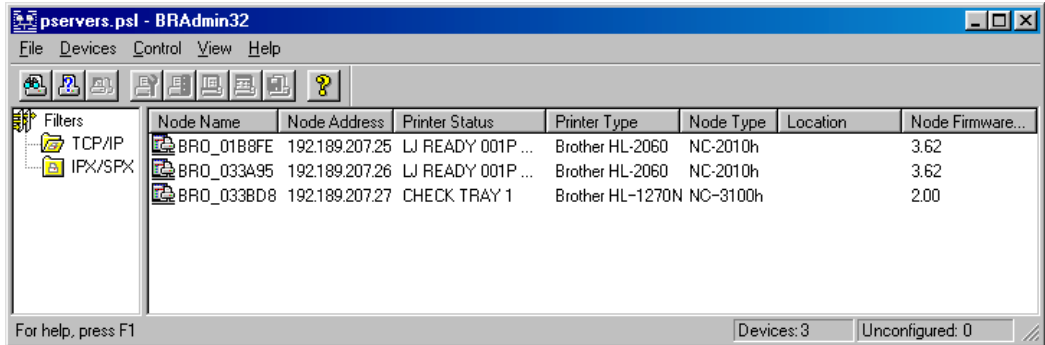 pservers.psl - BRAdmin32
File Devices Control View Help
Filters
TCP/IP
IPX/SPX
Node Name Node Address Printer Status Printer Type Node Type Location Node Firmware...
BRO_01B8FE 192.189.207.25 LJ READY 001P ... Brother HL-2060 NC-2010h 3.62
BRO_033A95 192.189.207.26 LJ READY 001P ... Brother HL-2060 NC-2010h 3.62
BRO_033BD8 192.189.207.27 CHECK TRAY 1 Brother HL-1270N NC-3100h 2.00
For help, press F1 Devices: 3 Unconfigured: 0